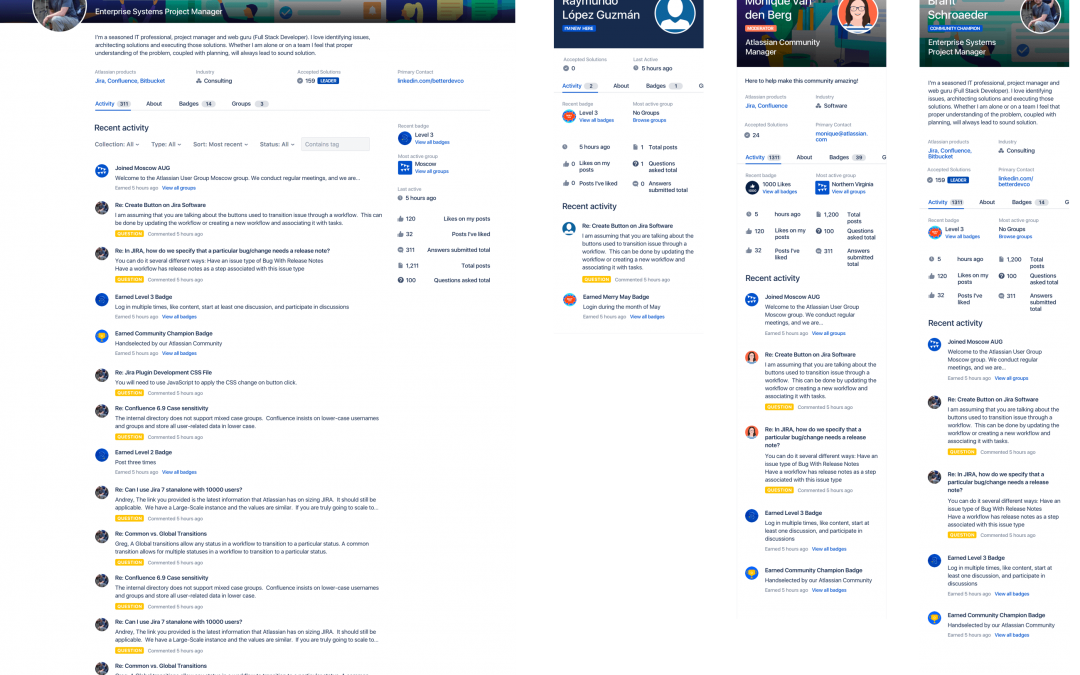 Enterprise Systems Project Manager
I'm a seasoned IT professional, project manager and web guru (Full Stack Developer). I love identifying issues,
architecting solutions and executing those solutions. Whether I am alone or on a team I feel that proper
understanding of the problem, coupled with planning, will always lead to sound solution.
Atlassian products
Jira, Confluence, Bitbucket
Industry
Consulting
Accepted Solutions
159 LEADER
Primary Contact
linkedin.com/betterdevco
Activity 311 About Badges 14 Groups 3
Recent activity
Collection: All Type: All Sort: Most recent Status: All Contains tag
Joined Moscow AUG
Welcome to the Atlassian User Group Moscow group. We conduct regular meetings, and we are...
Earned 5 hours ago View all groups
Re: Create Button on Jira Software
I am assuming that you are talking about the buttons used to transition issue through a workflow. This can
be done by updating the workflow or creating a new workflow and associating it with tasks.
QUESTION Commented 5 hours ago
Re: In JIRA, how do we specify that a particular bug/change needs a release note?
You can do it several different ways: Have an issue type of Bug With Release Notes
Have a workflow has release notes as a step associated with this issue type
QUESTION Commented 5 hours ago
Earned Level 3 Badge
Log in multiple times, like content, start at least one discussion, and participate in discussions
Earned 5 hours ago View all badges
Earned Community Champion Badge
Handselected by our Atlassian Community
Earned 5 hours ago View all badges
Re: Jira Plugin Development CSS File
You will need to use JavaScript to apply the CSS change on button click.
QUESTION Commented 5 hours ago
Re: Confluence 6.9 Case sensitivity
The internal directory does not support mixed case groups. Confluence insists on lower-case usernames
and groups and store all user-related data in lower case.
QUESTION Commented 5 hours ago
Earned Level 2 Badge
Post three times
Earned 5 hours ago View all badges
Re: Can I use Jira 7 stanalone with 10000 users?
Andrey, The link you provided is the latest information that Atlassian has on sizing JIRA. It should still be
applicable. We have a Large-Scale instance and the values are similar. If you are truly going to scale to...
QUESTION Commented 5 hours ago
Re: Common vs. Global Transitions
Greg, A Global transitions allow any status in a workflow to transition to a particular status. A common
transition allows for multiple statuses in a workflow to transition to a particular status.
QUESTION Commented 5 hours ago
Re: Confluence 6.9 Case sensitivity
The internal directory does not support mixed case groups. Confluence insists on lower-case usernames
and groups and store all user-related data in lower case.
QUESTION Commented 5 hours ago
Re: Can I use Jira 7 stanalone with 10000 users?
Andrey, The link you provided is the latest information that Atlassian has on sizing JIRA. It should still be
applicable. We have a Large-Scale instance and the values are similar. If you are truly going to scale to...
QUESTION Commented 5 hours ago
Re: Common vs. Global Transitions
Recent badge
Level 3
View all badges
Most active group
Moscow
View all groups
Last active
5 hours ago
120 Likes on my posts
32 Posts I've liked
311 Answers submitted total
1,211 Total posts
100 Questions asked total
Raymundo
López Guzmán
I'M NEW HERE
Accepted Solutions
0
Last Active
5 hours ago
Activity 2 About Badges 1 G
Recent badge
Level 3
View all badges
Most active group
No Groups
Browse groups
5 hours ago
1 Total posts
0 Likes on my
posts
1 Questions
asked total
0 Posts I've liked
0 Answers
submitted total
Recent activity
Re: Create Button on Jira Software
I am assuming that you are talking about the
buttons used to transition issue through a
workflow. This can be done by updating the
workflow or creating a new workflow and
associating it with tasks.
QUESTION Commented 5 hours ago
Earned Merry May Badge
Login during the month of May
Earned 5 hours ago View all badges
Monique van
den Berg
MODERATOR
Atlassian Community
Manager
Here to help make this community amazing!
Atlassian products
Jira, Confluence
Industry
Software
Accepted Solutions
24
Primary Contact
monique@atlassian.
com
Activity 1311 About Badges 39 G
Recent badge
1000 Likes
View all badges
Most active group
Northern Virginia
View all groups
5 hours ago
1,200 Total
posts
120 Likes on my
posts
100 Questions
asked total
32 Posts I've
liked
311 Answers
submitted
total
Recent activity
Joined Moscow AUG
Welcome to the Atlassian User Group
Moscow group. We conduct regular
meetings, and we are...
Earned 5 hours ago View all groups
Re: Create Button on Jira Software
I am assuming that you are talking about the
buttons used to transition issue through a
workflow. This can be done by updating the
workflow or creating a new workflow and
associating it with tasks.
QUESTION Commented 5 hours ago
Re: In JIRA, how do we specify that a
particular bug/change needs a release
note?
You can do it several different ways: Have an
issue type of Bug With Release Notes
Have a workflow has release notes as a step
associated with this issue type
QUESTION Commented 5 hours ago
Earned Level 3 Badge
Log in multiple times, like content, start at
least one discussion, and participate in
discussions
Earned 5 hours ago View all badges
Earned Community Champion Badge
Handselected by our Atlassian Community
Earned 5 hours ago View all badges
Brant
Schroaeder
COMMUNITY CHAMPION
Enterprise Systems
Project Manager
I'm a seasoned IT professional, project manager and
web guru (Full Stack Developer). I love identifying
issues, architecting solutions and executing those
solutions. Whether I am alone or on a team I feel that
proper understanding of the problem, coupled with
planning, will always lead to sound solution.
Atlassian products
Jira, Confluence,
Bitbucket
Industry
Consulting
Accepted Solutions
159 LEADER
Primary Contact
linkedin.com/
betterdevco
Activity 1311 About Badges 14 G
Recent badge
Level 3
View all badges
Most active group
No Groups
Browse groups
5 hours ago
1,200 Total
posts
120 Likes on my
posts
100 Questions
asked total
32 Posts I've
liked
311 Answers
submitted
total
Recent activity
Joined Moscow AUG
Welcome to the Atlassian User Group
Moscow group. We conduct regular
meetings, and we are...
Earned 5 hours ago View all groups
Re: Create Button on Jira Software
I am assuming that you are talking about the
buttons used to transition issue through a
workflow. This can be done by updating the
workflow or creating a new workflow and
associating it with tasks.
QUESTION Commented 5 hours ago
Re: In JIRA, how do we specify that a
particular bug/change needs a release
note?
You can do it several different ways: Have an
issue type of Bug With Release Notes
Have a workflow has release notes as a step
associated with this issue type
QUESTION Commented 5 hours ago
Earned Level 3 Badge
Log in multiple times, like content, start at
least one discussion, and participate in
discussions
Earned 5 hours ago View all badges
Earned Community Champion Badge
Handselected by our Atlassian Community
Earned 5 hours ago View all badges